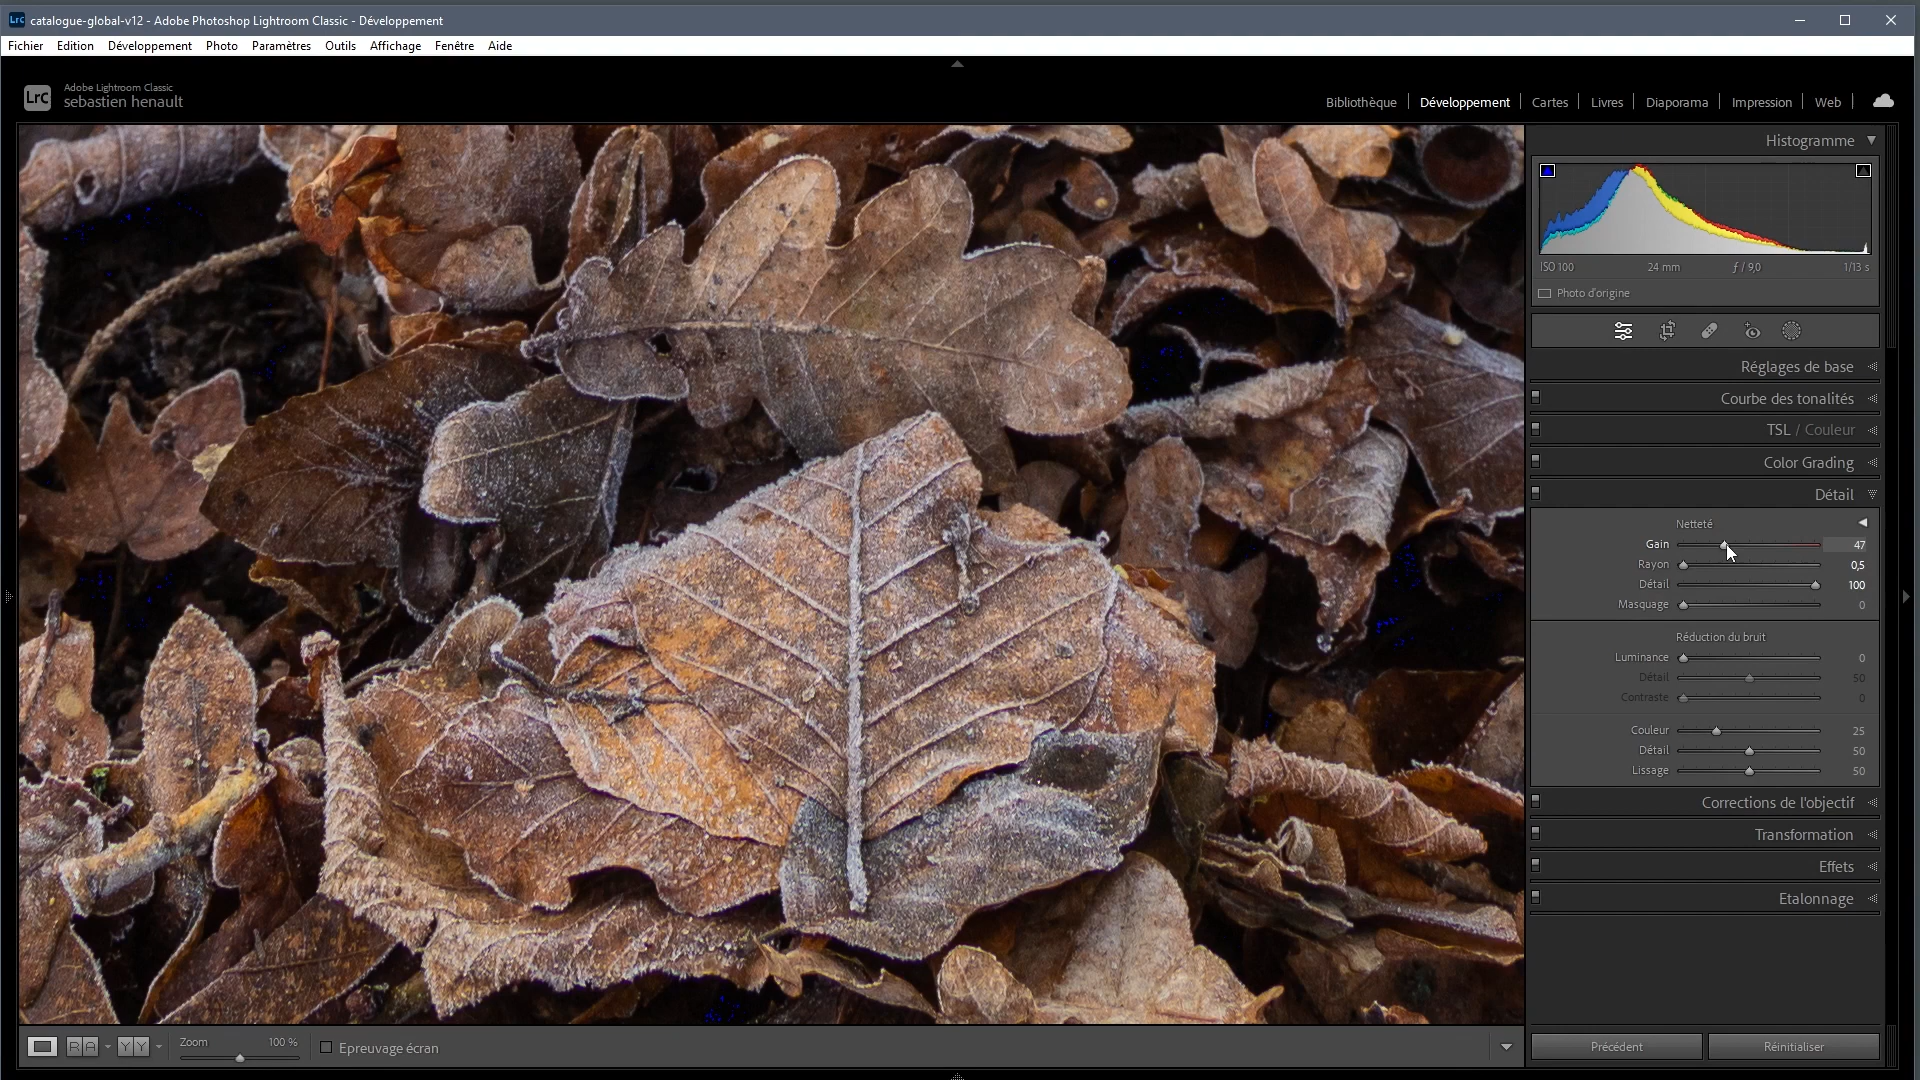 Lrc catalogue-global-v12 - Adobe Photoshop Lightroom Classic - Développement
Fichier Edition Développement Photo Paramètres Outils Affichage Fenêtre Aide
Lrc Adobe Lightroom Classic
sebastien henault
Bibliothèque Développement Cartes Livres Diaporama Impression Web
Histogramme
ISO 100 24 mm ƒ / 9,0 1/13 s
Photo d'origine
Réglages de base
Courbe des tonalités
TSL / Couleur
Color Grading
Détail
Netteté
Gain 47
Rayon 0,5
Détail 100
Masquage 0
Réduction du bruit
Luminance 0
Détail 50
Contraste 0
Couleur 25
Détail 50
Lissage 50
Corrections de l'objectif
Transformation
Effets
Etalonnage
R A Y Y Zoom 100 % Epreuvage écran
Précédent Réinitialiser